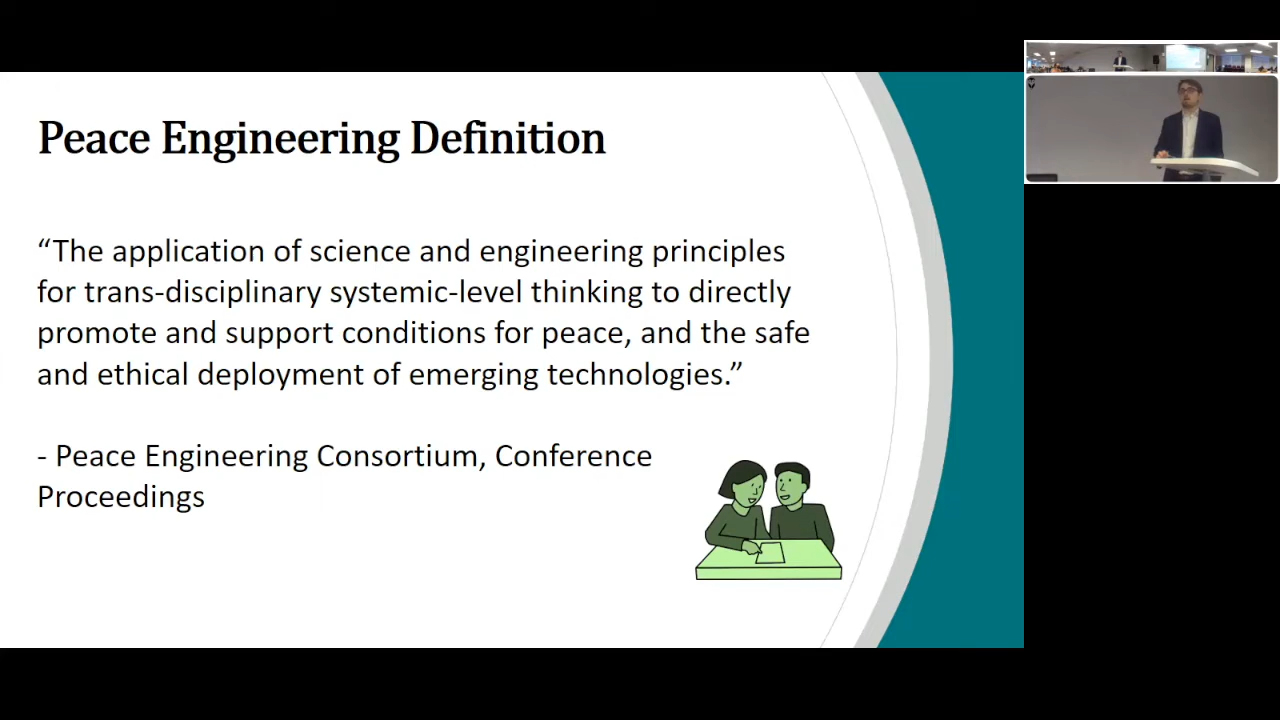 Peace Engineering Definition
“The application of science and engineering principles
for trans-disciplinary systemic-level thinking to directly
promote and support conditions for peace, and the safe
and ethical deployment of emerging technologies.”
- Peace Engineering Consortium, Conference
Proceedings